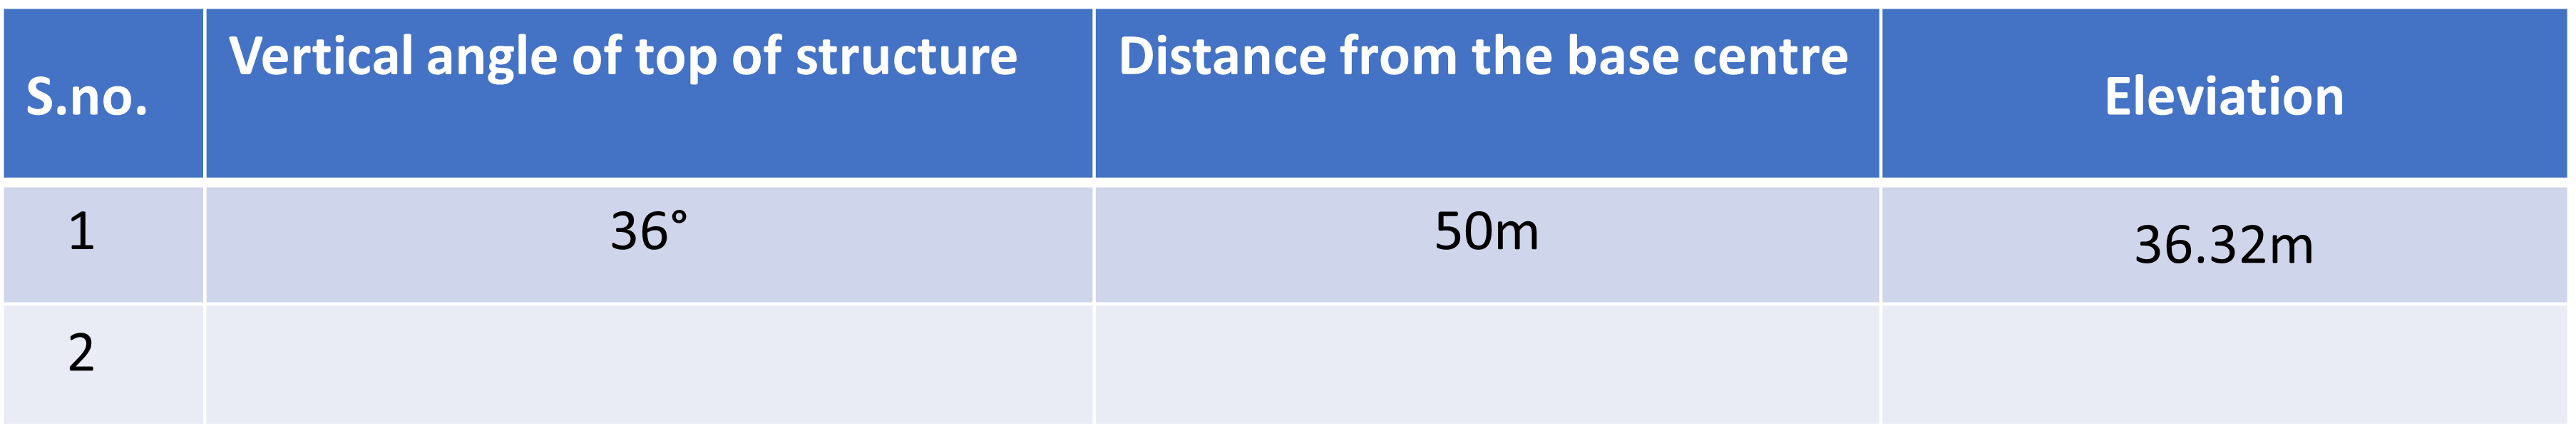 S.no.
Vertical angle of top of structure
Distance from the base centre
Eleviation
1
36°
50m
36.32m
2